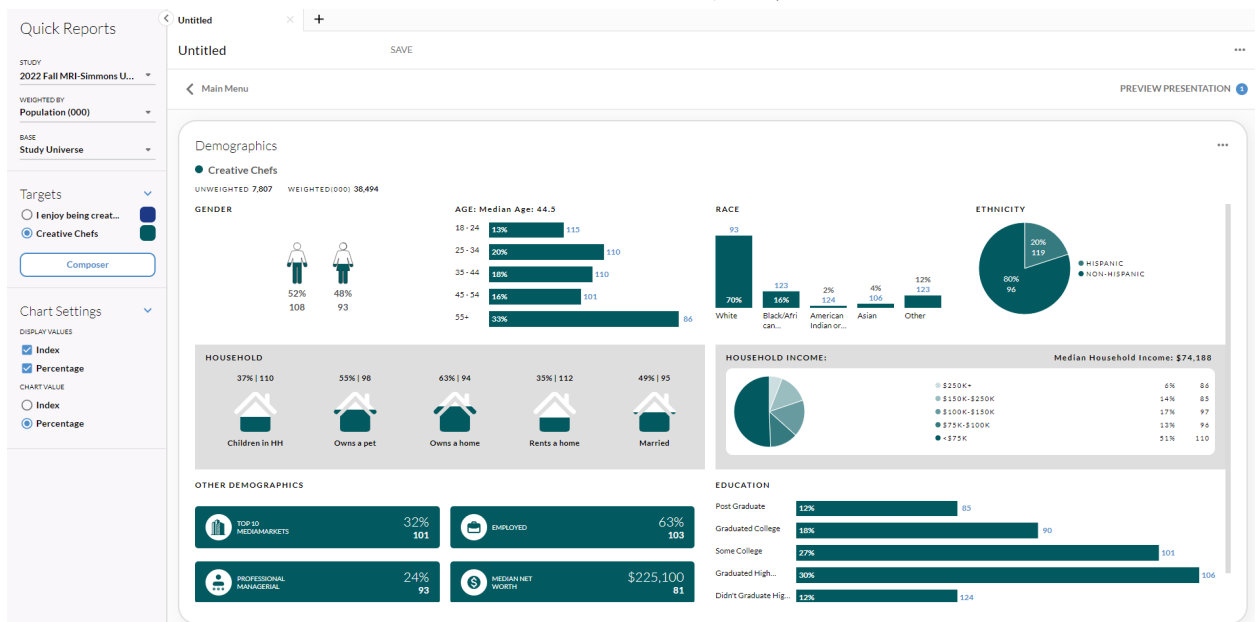 Quick Reports
STUDY
2022 Fall MRI-Simmons U...
WEIGHTED BY
Population (000)
BASE
Study Universe
Targets
I enjoy being creat...
Creative Chefs
Composer
Chart Settings
DISPLAY VALUES
Index
Percentage
CHART VALUE
Index
Percentage
Untitled
Untitled SAVE
Main Menu PREVIEW PRESENTATION 1
Demographics
Creative Chefs
UNWEIGHTED 7,807 WEIGHTED(000) 38,494
GENDER
52% 48%
108 93
AGE: Median Age: 44.5
18 - 24 13% 115
25 - 34 20% 110
35 - 44 18% 110
45 - 54 16% 101
55+ 33% 86
RACE
93
70%
White
123
16%
Black/Afri
can...
2%
124
American
Indian or...
4%
106
Asian
12%
123
Other
ETHNICITY
20%
119
80%
96
HISPANIC
NON-HISPANIC
HOUSEHOLD
37% | 110 55% | 98 63% | 94 35% | 112 49% | 95
Children in HH Owns a pet Owns a home Rents a home Married
HOUSEHOLD INCOME: Median Household Income: $74,188
$250K+ 6% 86
$150K-$250K 14% 85
$100K-$150K 17% 97
$75K-$100K 13% 96
<$75K 51% 110
OTHER DEMOGRAPHICS
TOP 10
MEDIAMARKETS
32%
101
EMPLOYED
63%
103
PROFESSIONAL
MANAGERIAL
24%
93
MEDIAN NET
WORTH
$225,100
81
EDUCATION
Post Graduate 12% 85
Graduated College 18% 90
Some College 27% 101
Graduated High... 30% 106
Didn't Graduate Hig... 12% 124